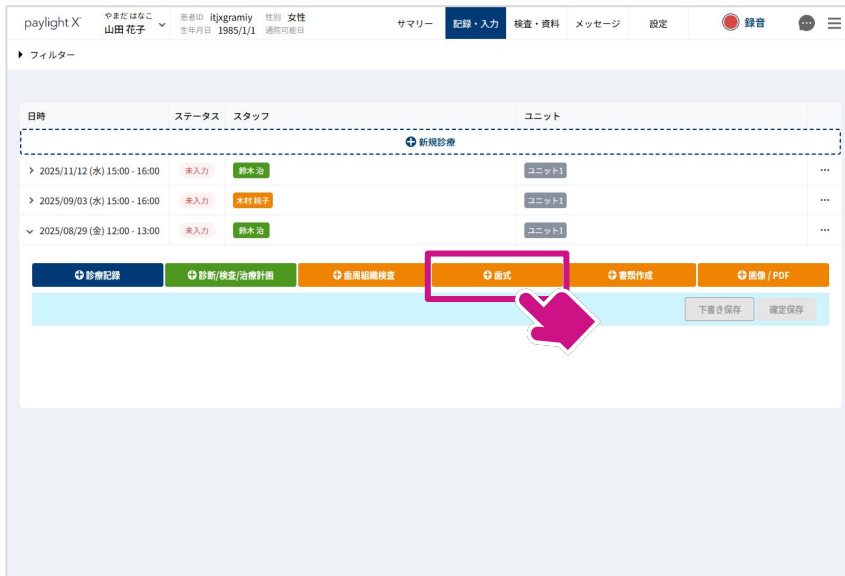 paylight X
やまだ はなこ
山田 花子
患者ID itjxgramiy 性別 女性
生年月日 1985/1/1 通院可能日
サマリー 記録・入力 検査・資料 メッセージ 設定 録音
フィルター
日時 ステータス スタッフ ユニット
新規診療
2025/11/12 (水) 15:00 - 16:00 未入力 鈴木 治 ユニット1
2025/09/03 (水) 15:00 - 16:00 未入力 木村 桃子 ユニット1
2025/08/29 (金) 12:00 - 13:00 未入力 鈴木 治 ユニット1
診療記録 診断/検査/治療計画 歯周組織検査 歯式 書類作成 画像 / PDF
下書き保存 確定保存